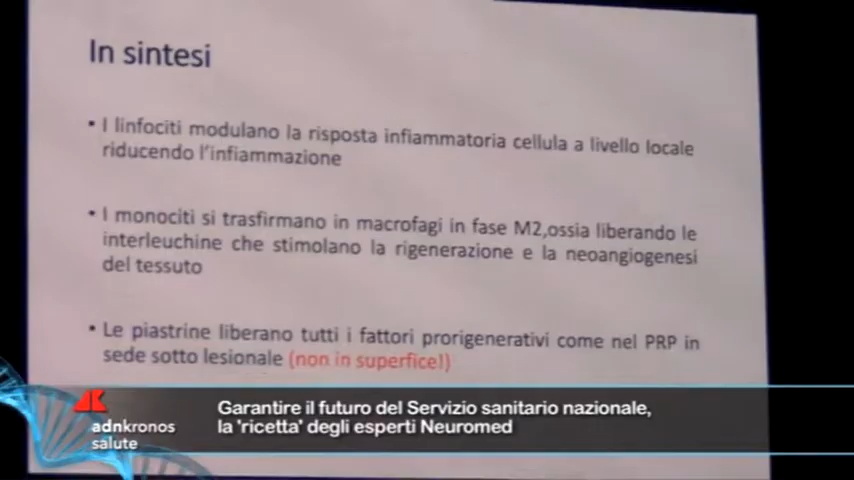 In sintesi
• I linfociti modulano la risposta infiammatoria cellula a livello locale
riducendo l'infiammazione
• I monociti si trasfirmano in macrofagi in fase M2,ossia liberando le
interleuchine che stimolano la rigenerazione e la neoangiogenesi
del tessuto
• Le piastrine liberano tutti i fattori prorigenerativi come nel PRP in
sede sotto lesionale (non in superfice!)
adnkronos
salute
Garantire il futuro del Servizio sanitario nazionale,
la 'ricetta' degli esperti Neuromed